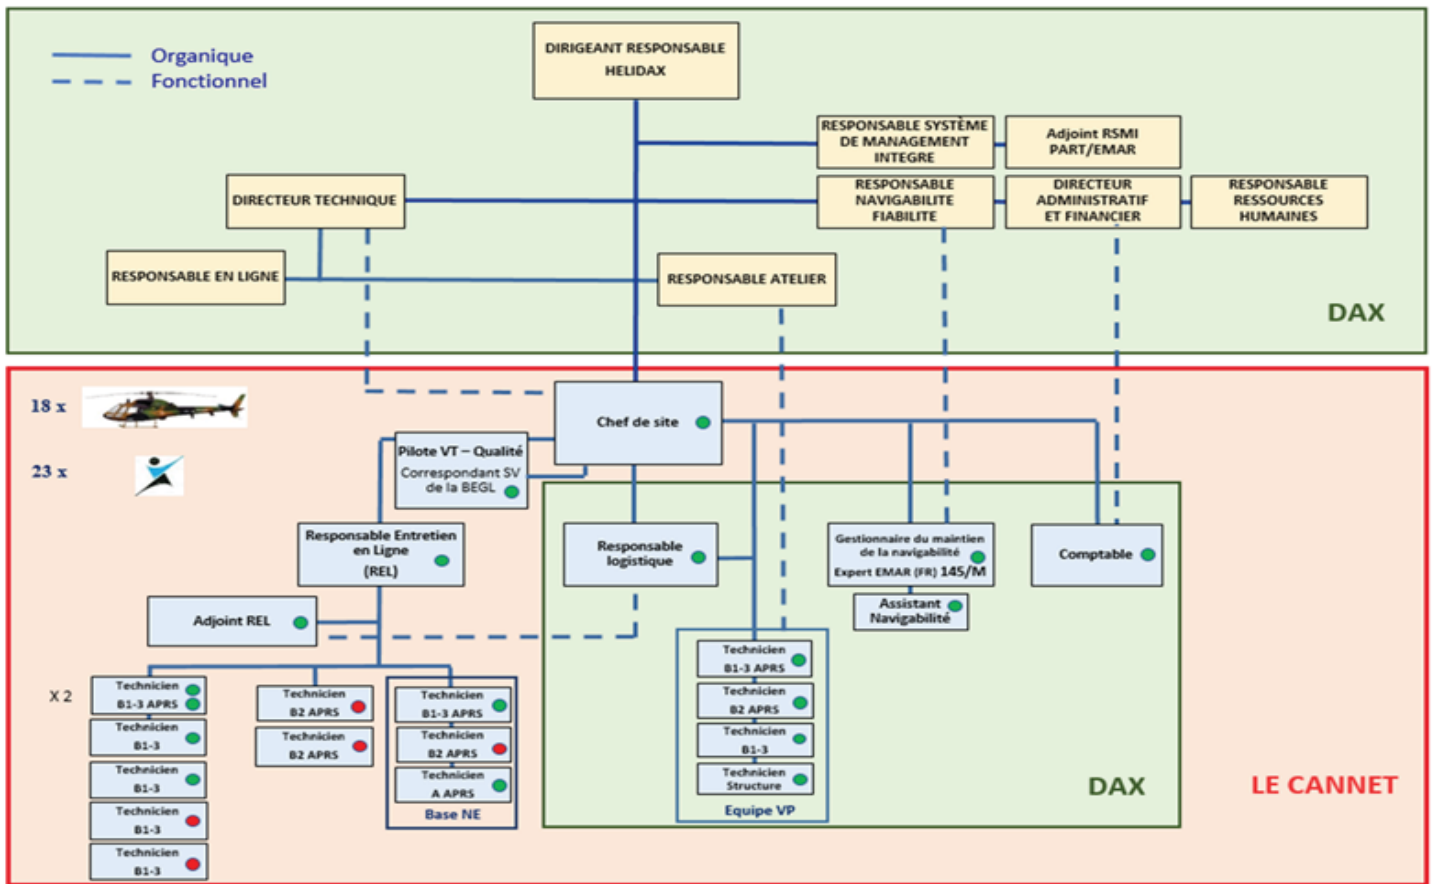 Organique
Fonctionnel
DIRIGEANT RESPONSABLE
HELIDAX
RESPONSABLE SYSTÈME
DE MANAGEMENT
INTEGRE
Adjoint RSMI
PART/EMAR
DIRECTEUR TECHNIQUE
RESPONSABLE
NAVIGABILITE
FIABILITE
DIRECTEUR
ADMINISTRATIF
ET FINANCIER
RESPONSABLE
RESSOURCES
HUMAINES
RESPONSABLE EN LIGNE
RESPONSABLE ATELIER
DAX
18 x
23 x
Chef de site
Pilote VT – Qualité
Correspondant SV
de la BEGL
Responsable Entretien
en Ligne
(REL)
Responsable
logistique
Gestionnaire du maintien
de la navigabilité
Expert EMAR (FR) 145/M
Comptable
Assistant
Navigabilité
Adjoint REL
X 2
Technicien
B1-3 APRS
Technicien
B1-3
Technicien
B1-3
Technicien
B1-3
Technicien
B1-3
Technicien
B2 APRS
Technicien
B2 APRS
Technicien
B1-3 APRS
Technicien
B2 APRS
Technicien
A APRS
Base NE
Technicien
B1-3 APRS
Technicien
B2 APRS
Technicien
B1-3
Technicien
Structure
Equipe VP
DAX
LE CANNET